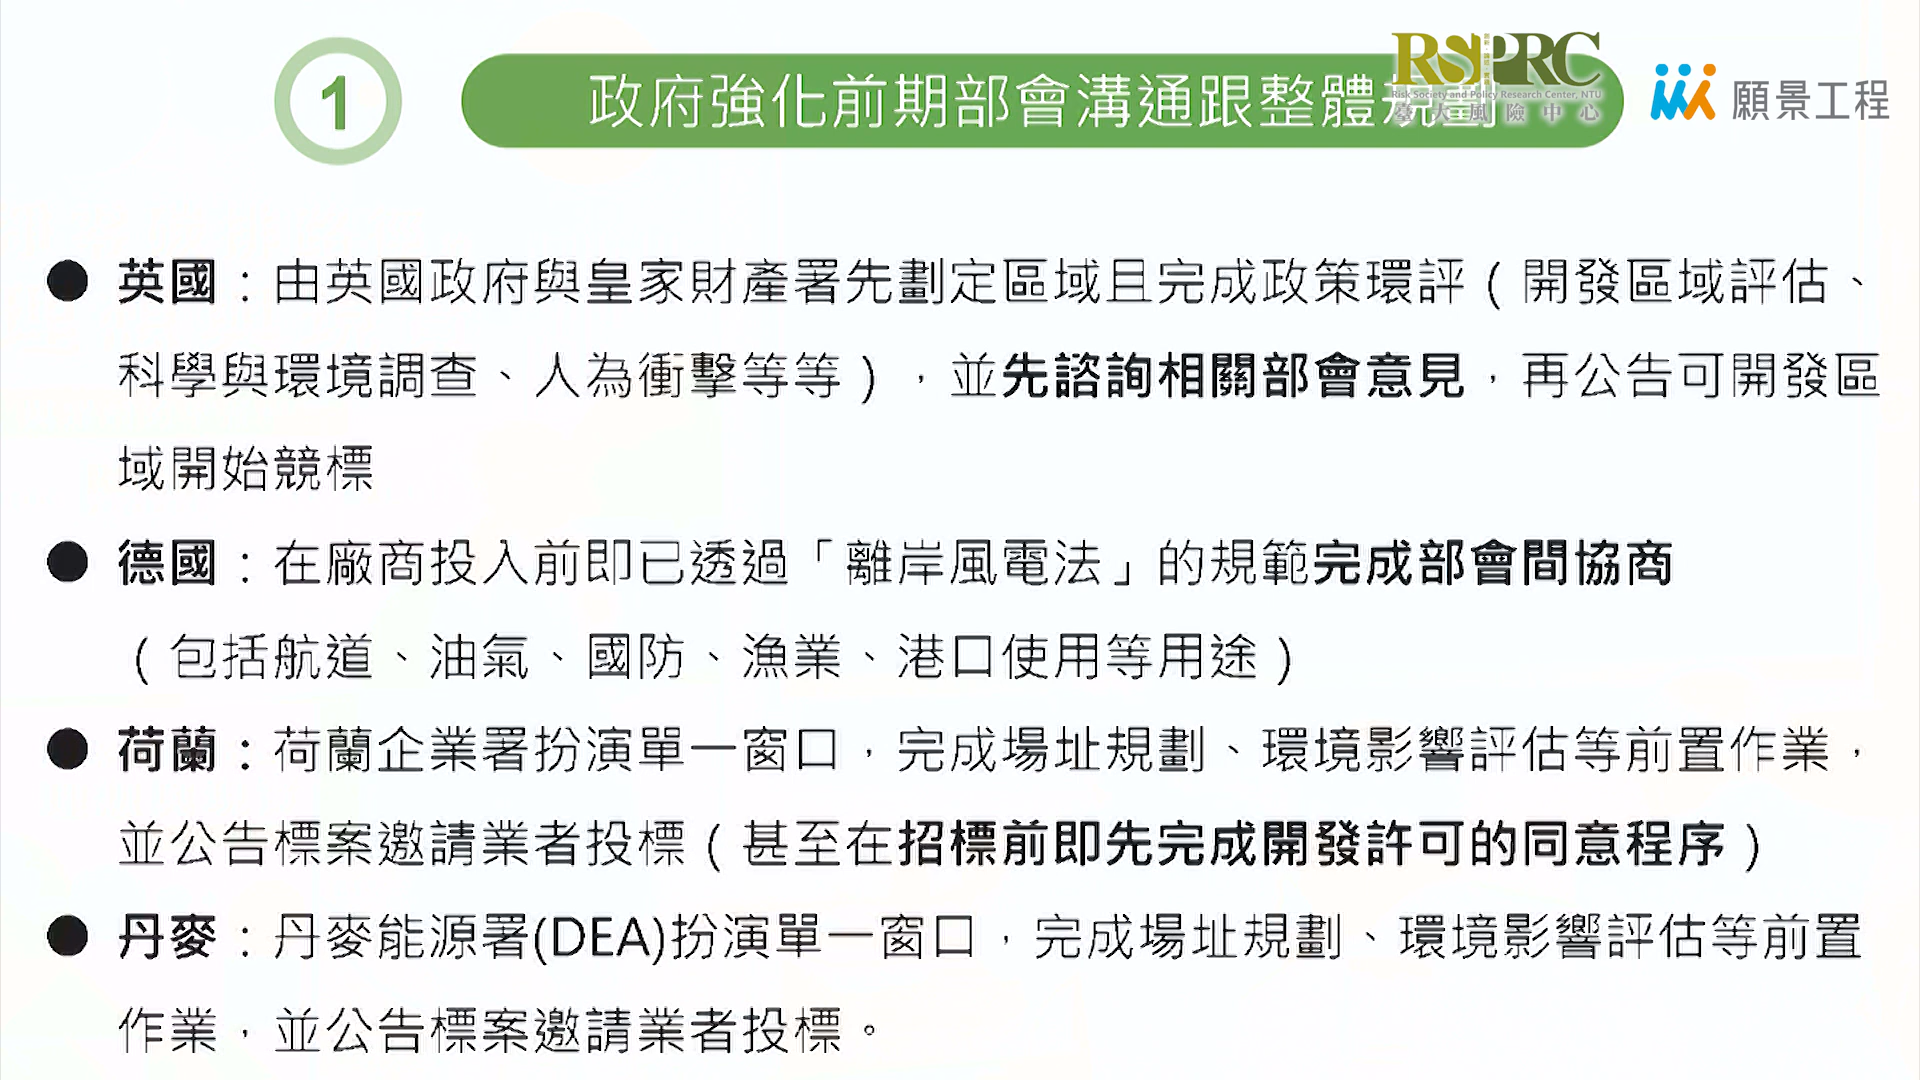 1
政府強化前期部會溝通跟整體規劃
RSPRC
Risk Society and Policy Research Center, NTU
臺大風險中心
願景工程
● 英國：由英國政府與皇家財產署先劃定區域且完成政策環評（開發區域評估、
科學與環境調查、人為衝擊等等），並先諮詢相關部會意見，再公告可開發區
域開始競標
● 德國：在廠商投入前即已透過「離岸風電法」的規範完成部會間協商
（包括航道、油氣、國防、漁業、港口使用等用途）
● 荷蘭：荷蘭企業署扮演單一窗口，完成場址規劃、環境影響評估等前置作業，
並公告標案邀請業者投標（甚至在招標前即先完成開發許可的同意程序）
● 丹麥：丹麥能源署(DEA)扮演單一窗口，完成場址規劃、環境影響評估等前置
作業，並公告標案邀請業者投標。